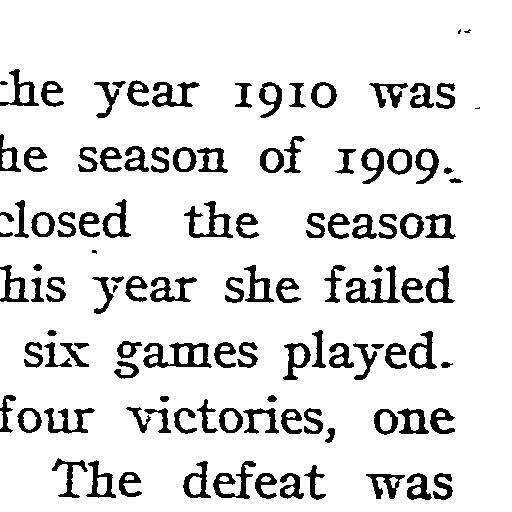 the year 1910 was
he season of 1909.
closed the season
his year she failed
six games played.
four victories, one
The defeat was